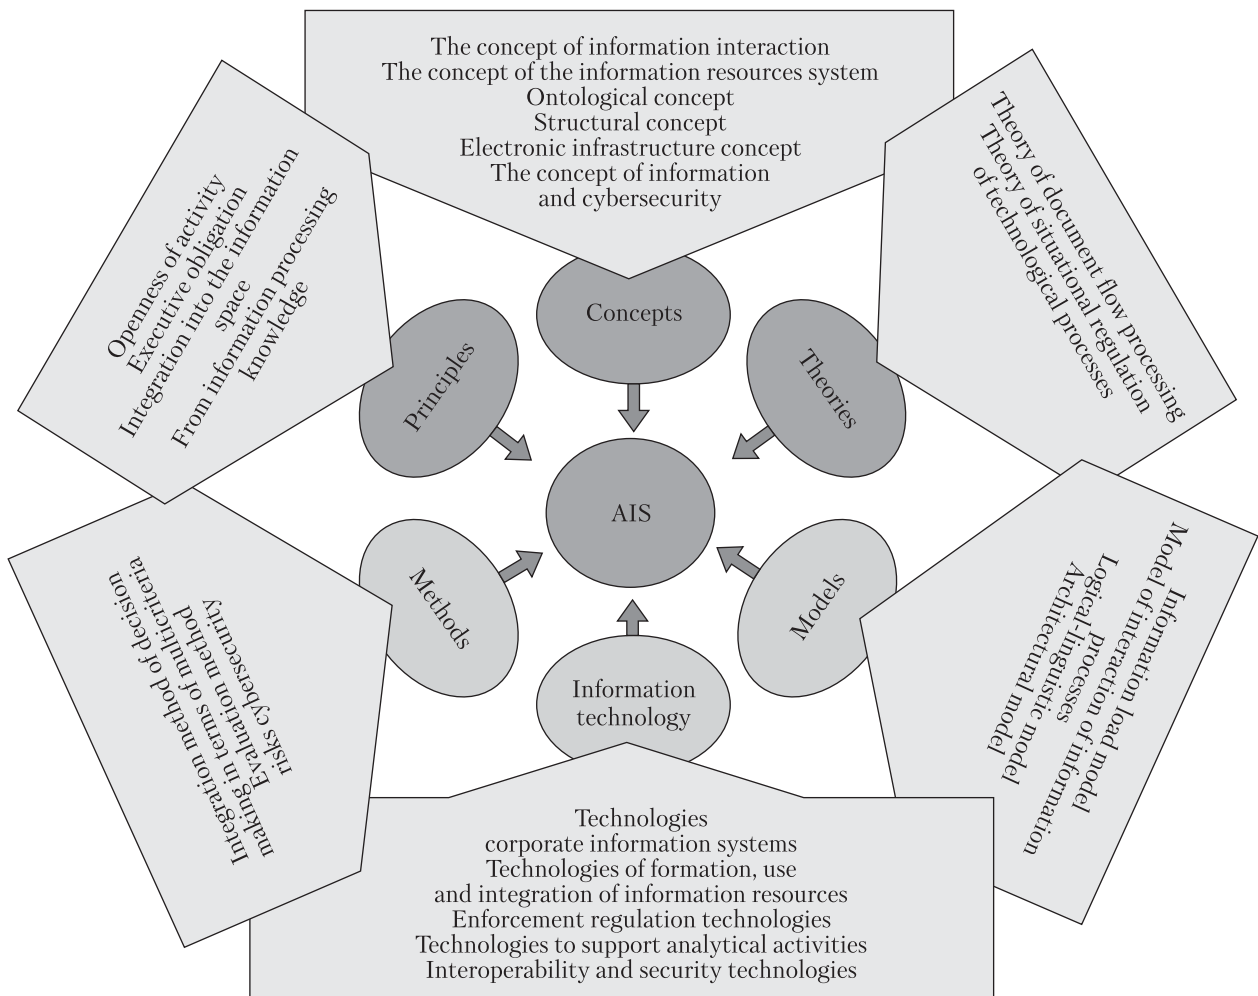 The concept of information interaction
The concept of the information resources system
Ontological concept
Structural concept
Electronic infrastructure concept
The concept of information
and cybersecurity
Openness of activity
Executive obligation
Integration into the information
space
From information processing
knowledge
Theory of document flow processing
Theory of situational regulation
of technological processes
Concepts
Principles
Theories
AIS
Methods
Models
Information
technology
Integration method of decision
making in terms of multicriteria
Evaluation method
risks cybersecurity
Information load model
Model of interaction of information
processes
Logical-linguistic model
Architectural model
Technologies
corporate information systems
Technologies of formation, use
and integration of information resources
Enforcement regulation technologies
Technologies to support analytical activities
Interoperability and security technologies